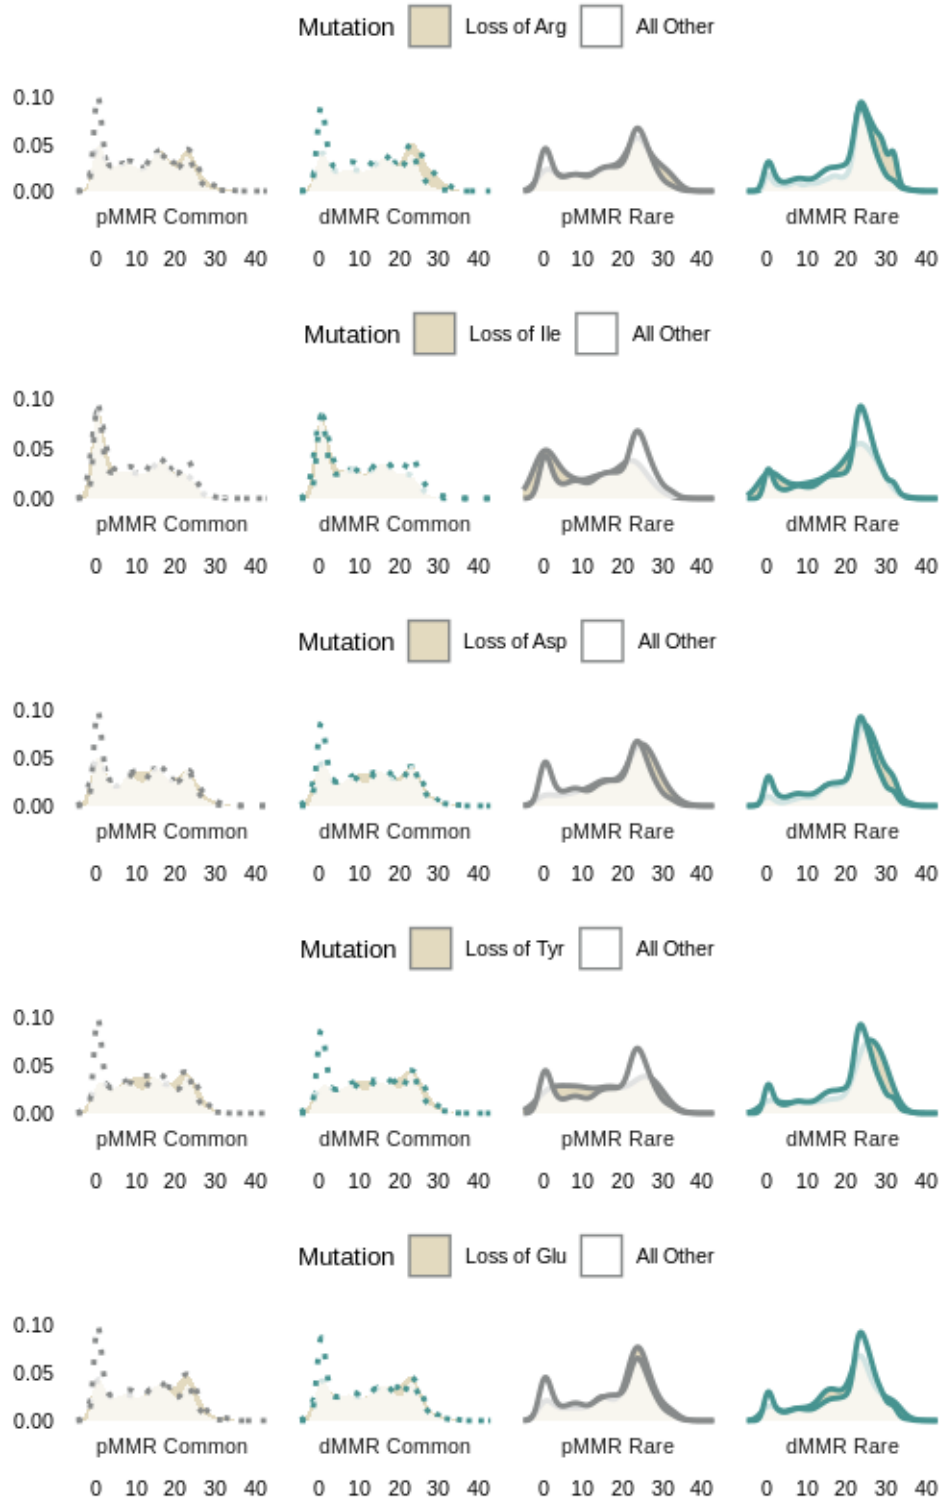 Mutation Loss of Arg All Other
0.10
0.05
0.00
pMMR Common dMMR Common pMMR Rare dMMR Rare
0 10 20 30 40 0 10 20 30 40 0 10 20 30 40 0 10 20 30 40
Mutation Loss of Ile All Other
0.10
0.05
0.00
pMMR Common dMMR Common pMMR Rare dMMR Rare
0 10 20 30 40 0 10 20 30 40 0 10 20 30 40 0 10 20 30 40
Mutation Loss of Asp All Other
0.10
0.05
0.00
pMMR Common dMMR Common pMMR Rare dMMR Rare
0 10 20 30 40 0 10 20 30 40 0 10 20 30 40 0 10 20 30 40
Mutation Loss of Tyr All Other
0.10
0.05
0.00
pMMR Common dMMR Common pMMR Rare dMMR Rare
0 10 20 30 40 0 10 20 30 40 0 10 20 30 40 0 10 20 30 40
Mutation Loss of Glu All Other
0.10
0.05
0.00
pMMR Common dMMR Common pMMR Rare dMMR Rare
0 10 20 30 40 0 10 20 30 40 0 10 20 30 40 0 10 20 30 40